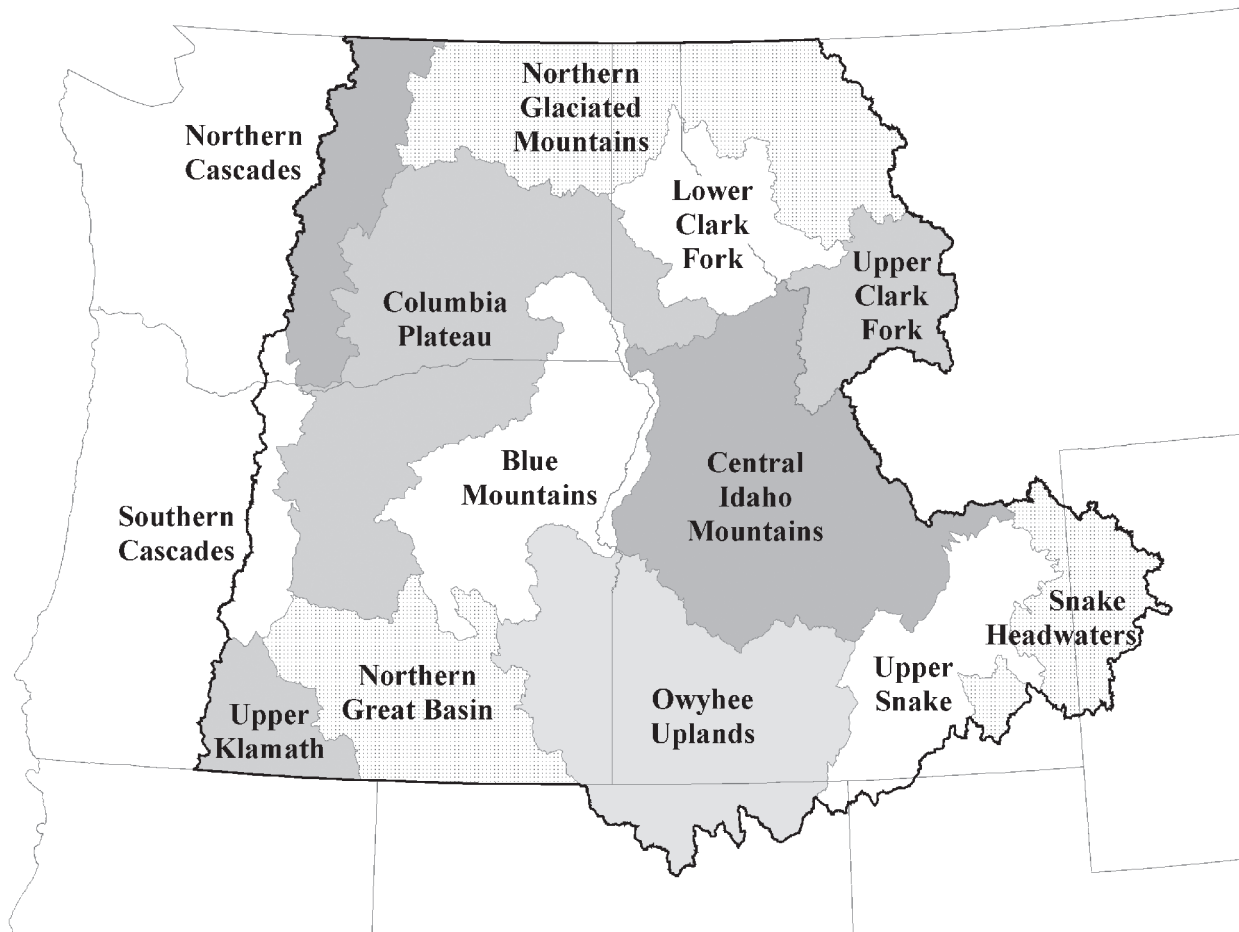 Northern
Glaciated
Mountains
Northern
Cascades
Lower
Clark
Fork
Upper
Clark
Fork
Columbia
Plateau
Blue
Mountains
Central
Idaho
Mountains
Southern
Cascades
Snake
Headwaters
Northern
Great Basin
Upper
Snake
Owyhee
Uplands
Upper
Klamath